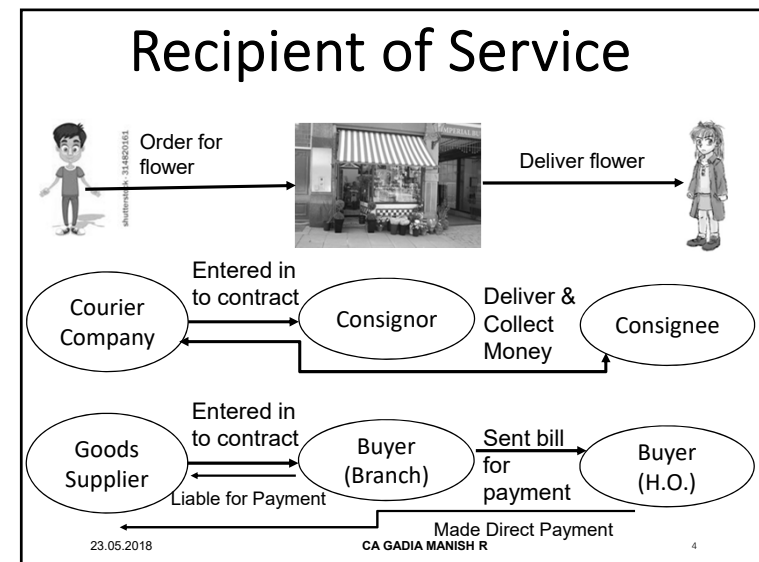 Recipient of Service
Order for
flower
shutterstock · 314820161
Deliver flower
Entered in
to contract
Courier
Company
Consignor
Deliver &
Collect
Money
Consignee
Entered in
to contract
Goods
Supplier
Buyer
(Branch)
Sent bill
for
payment
Buyer
(H.O.)
Liable for Payment
Made Direct Payment
23.05.2018
CA GADIA MANISH R
4